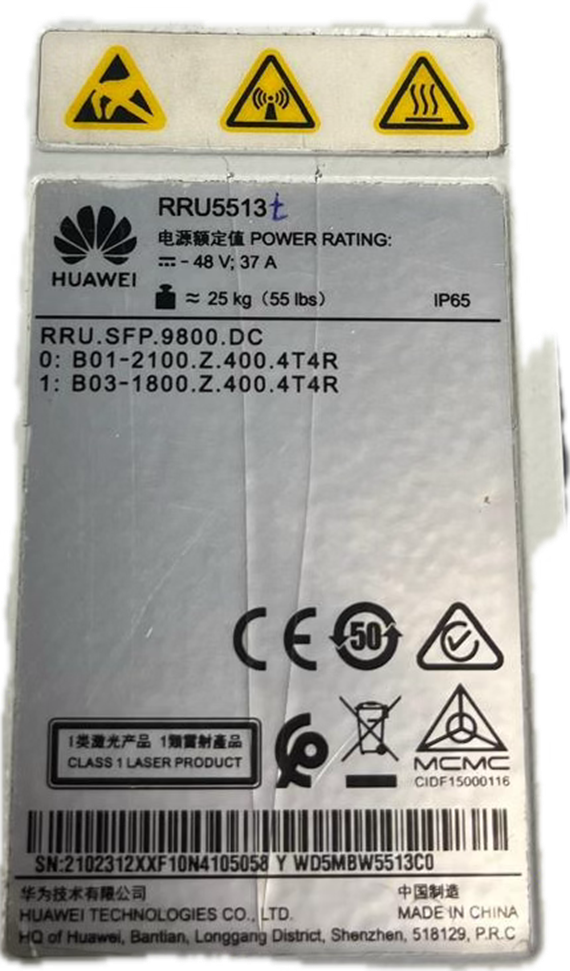 RRU5513t
电源额定值 POWER RATING:
⎓ - 48 V; 37 A
HUAWEI
≈ 25 kg (55 lbs)
IP65
RRU.SFP.9800.DC
0: B01-2100.Z.400.4T4R
1: B03-1800.Z.400.4T4R
CE
50
1类激光产品 1類雷射產品
CLASS 1 LASER PRODUCT
MCMC
CIDF15000116
SN:2102312XXF10N4105058 Y WD5MBW5513C0
华为技术有限公司
中国制造
HUAWEI TECHNOLOGIES CO., LTD.
MADE IN CHINA
HQ of Huawei, Bantian, Longgang District, Shenzhen, 518129, P.R.C